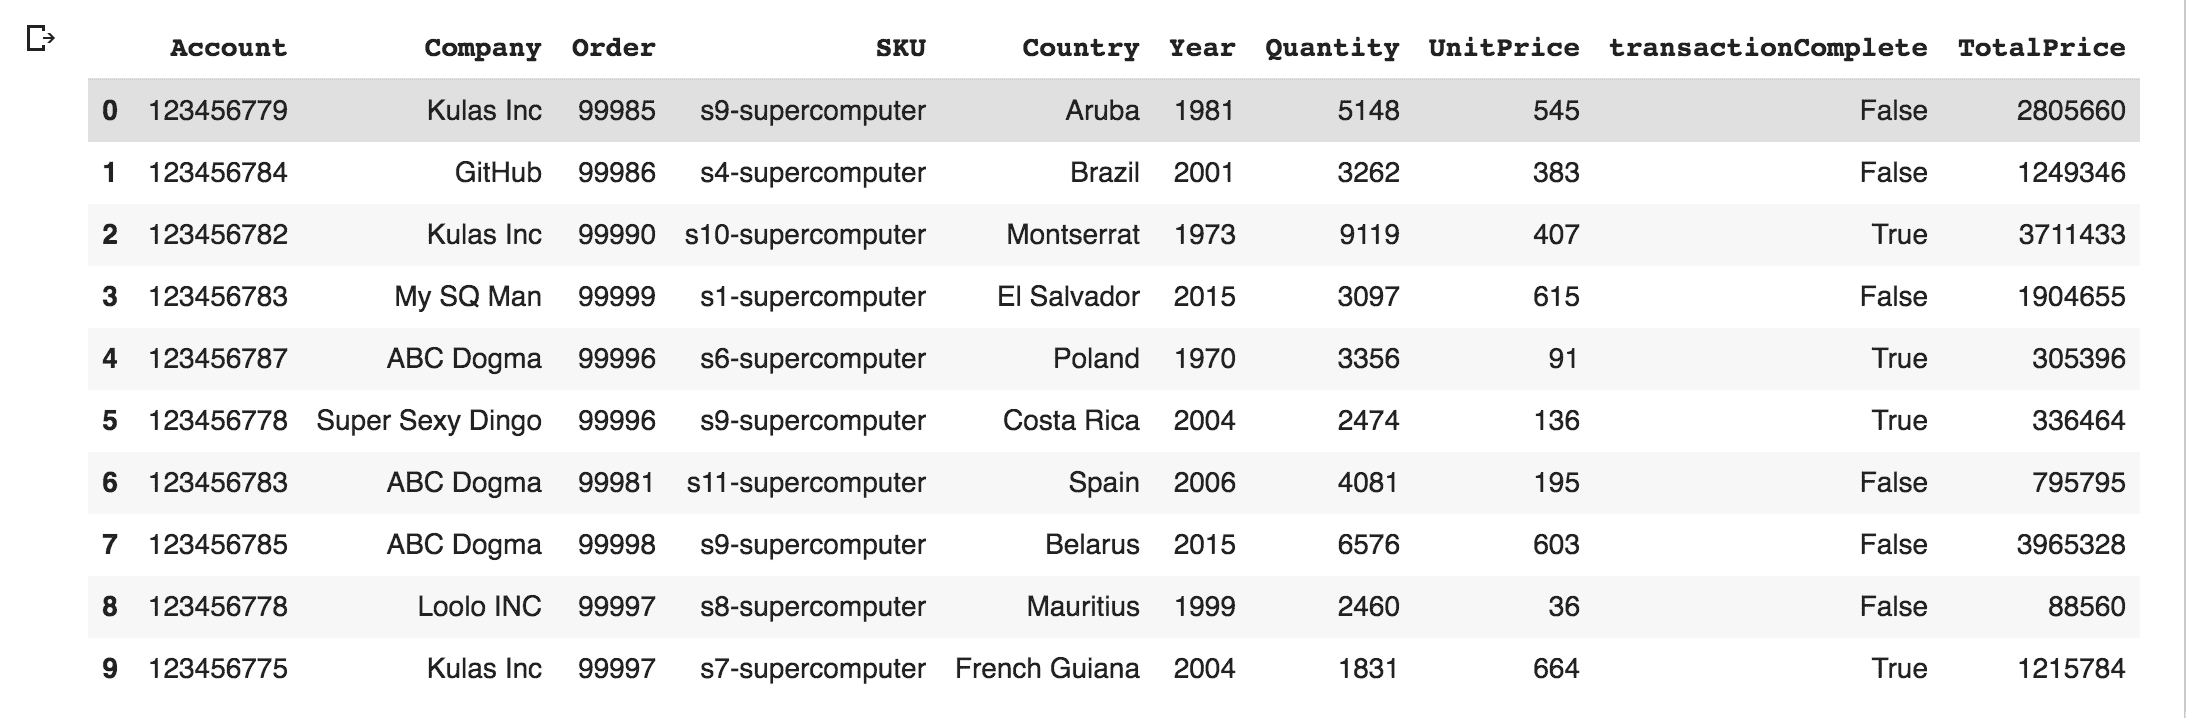 Account Company Order SKU Country Year Quantity UnitPrice transactionComplete TotalPrice
0 123456779 Kulas Inc 99985 s9-supercomputer Aruba 1981 5148 545 False 2805660
1 123456784 GitHub 99986 s4-supercomputer Brazil 2001 3262 383 False 1249346
2 123456782 Kulas Inc 99990 s10-supercomputer Montserrat 1973 9119 407 True 3711433
3 123456783 My SQ Man 99999 s1-supercomputer El Salvador 2015 3097 615 False 1904655
4 123456787 ABC Dogma 99996 s6-supercomputer Poland 1970 3356 91 True 305396
5 123456778 Super Sexy Dingo 99996 s9-supercomputer Costa Rica 2004 2474 136 True 336464
6 123456783 ABC Dogma 99981 s11-supercomputer Spain 2006 4081 195 False 795795
7 123456785 ABC Dogma 99998 s9-supercomputer Belarus 2015 6576 603 False 3965328
8 123456778 Loolo INC 99997 s8-supercomputer Mauritius 1999 2460 36 False 88560
9 123456775 Kulas Inc 99997 s7-supercomputer French Guiana 2004 1831 664 True 1215784